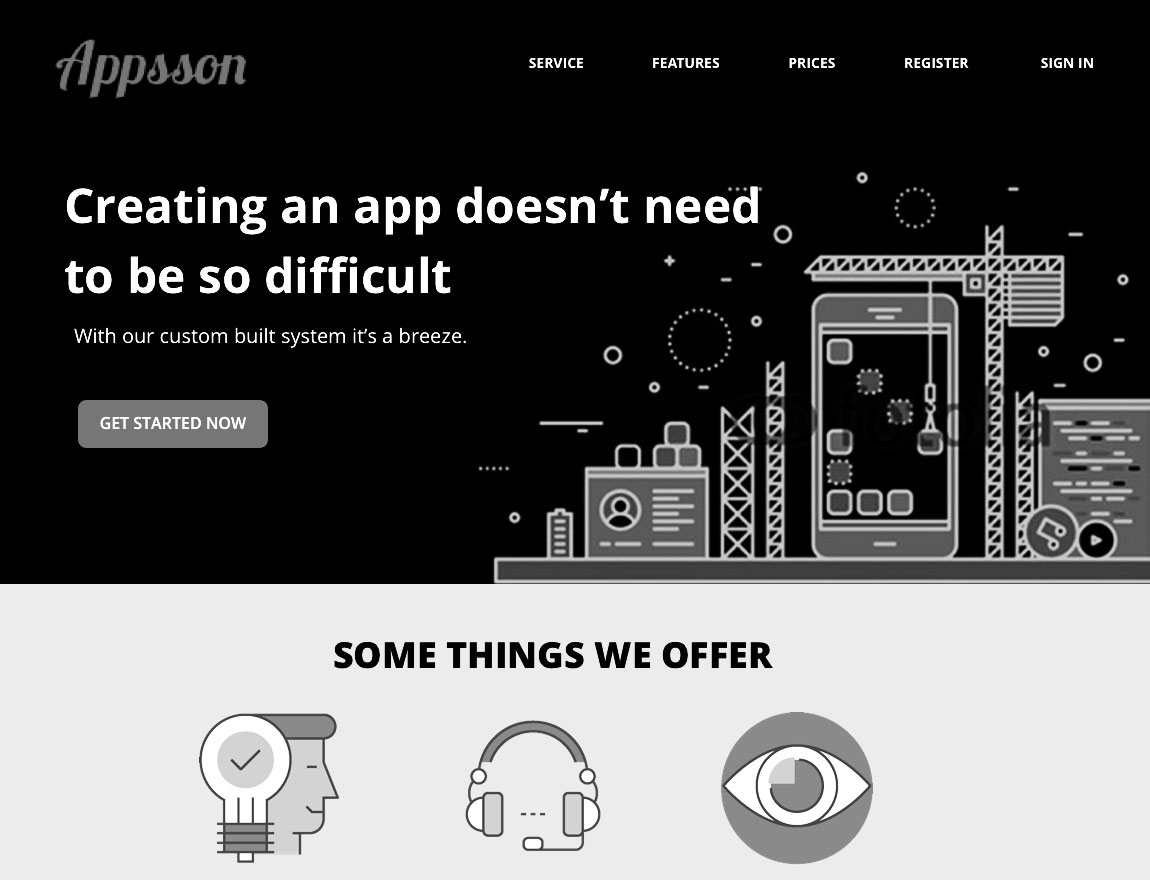 Appsson
SERVICE
FEATURES
PRICES
REGISTER
SIGN IN
Creating an app doesn’t need
to be so difficult
With our custom built system it’s a breeze.
GET STARTED NOW
fotolia
SOME THINGS WE OFFER